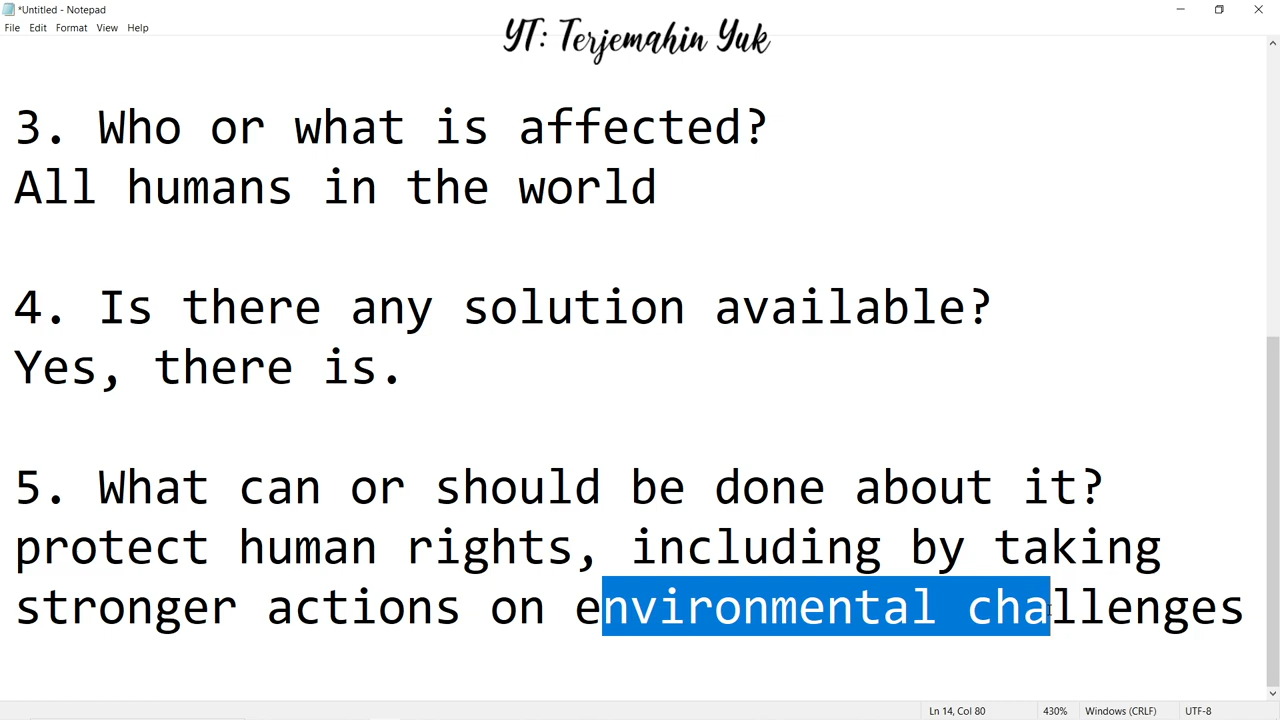 *Untitled - Notepad
File Edit Format View Help
YT: Terjemahin Yuk
3. Who or what is affected?
All humans in the world
4. Is there any solution available?
Yes, there is.
5. What can or should be done about it?
protect human rights, including by taking
stronger actions on environmental challenges
Ln 14, Col 80 430% Windows (CRLF) UTF-8